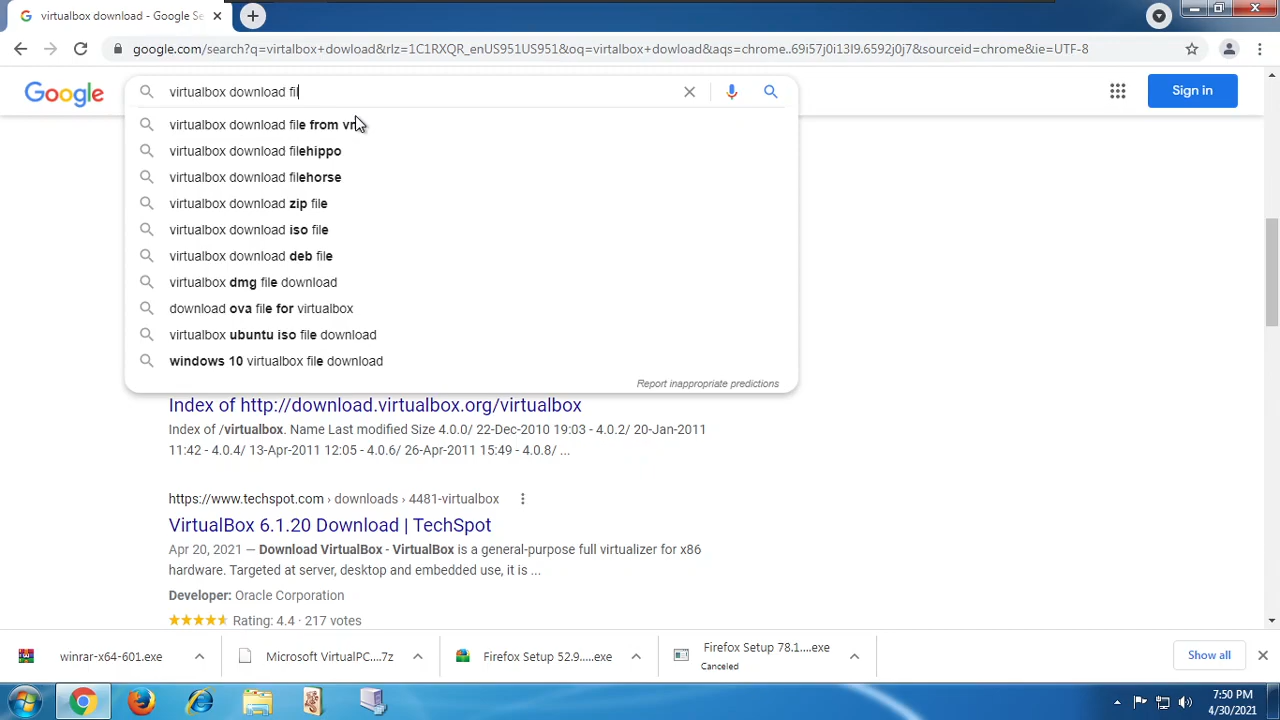 virtualbox download - Google Se
google.com/search?q=virtalbox+dowload&rlz=1C1RXQR_enUS951US951&oq=virtalbox+dowload&aqs=chrome..69i57j0i13l9.6592j0j7&sourceid=chrome&ie=UTF-8
Google
virtualbox download fil
Sign in
virtualbox download file from
virtualbox download filehippo
virtualbox download filehorse
virtualbox download zip file
virtualbox download iso file
virtualbox download deb file
virtualbox dmg file download
download ova file for virtualbox
virtualbox ubuntu iso file download
windows 10 virtualbox file download
Report inappropriate predictions
Index of http://download.virtualbox.org/virtualbox
Index of /virtualbox. Name Last modified Size 4.0.0/ 22-Dec-2010 19:03 - 4.0.2/ 20-Jan-2011
11:42 - 4.0.4/ 13-Apr-2011 12:05 - 4.0.6/ 26-Apr-2011 15:49 - 4.0.8/ ...
https://www.techspot.com › downloads › 4481-virtualbox
VirtualBox 6.1.20 Download | TechSpot
Apr 20, 2021 — Download VirtualBox - VirtualBox is a general-purpose full virtualizer for x86
hardware. Targeted at server, desktop and embedded use, it is ...
Developer: Oracle Corporation
Rating: 4.4 · 217 votes
winrar-x64-601.exe
Microsoft VirtualPC....7z
Firefox Setup 52.9....exe
Firefox Setup 78.1....exe
Canceled
Show all
7:50 PM
4/30/2021